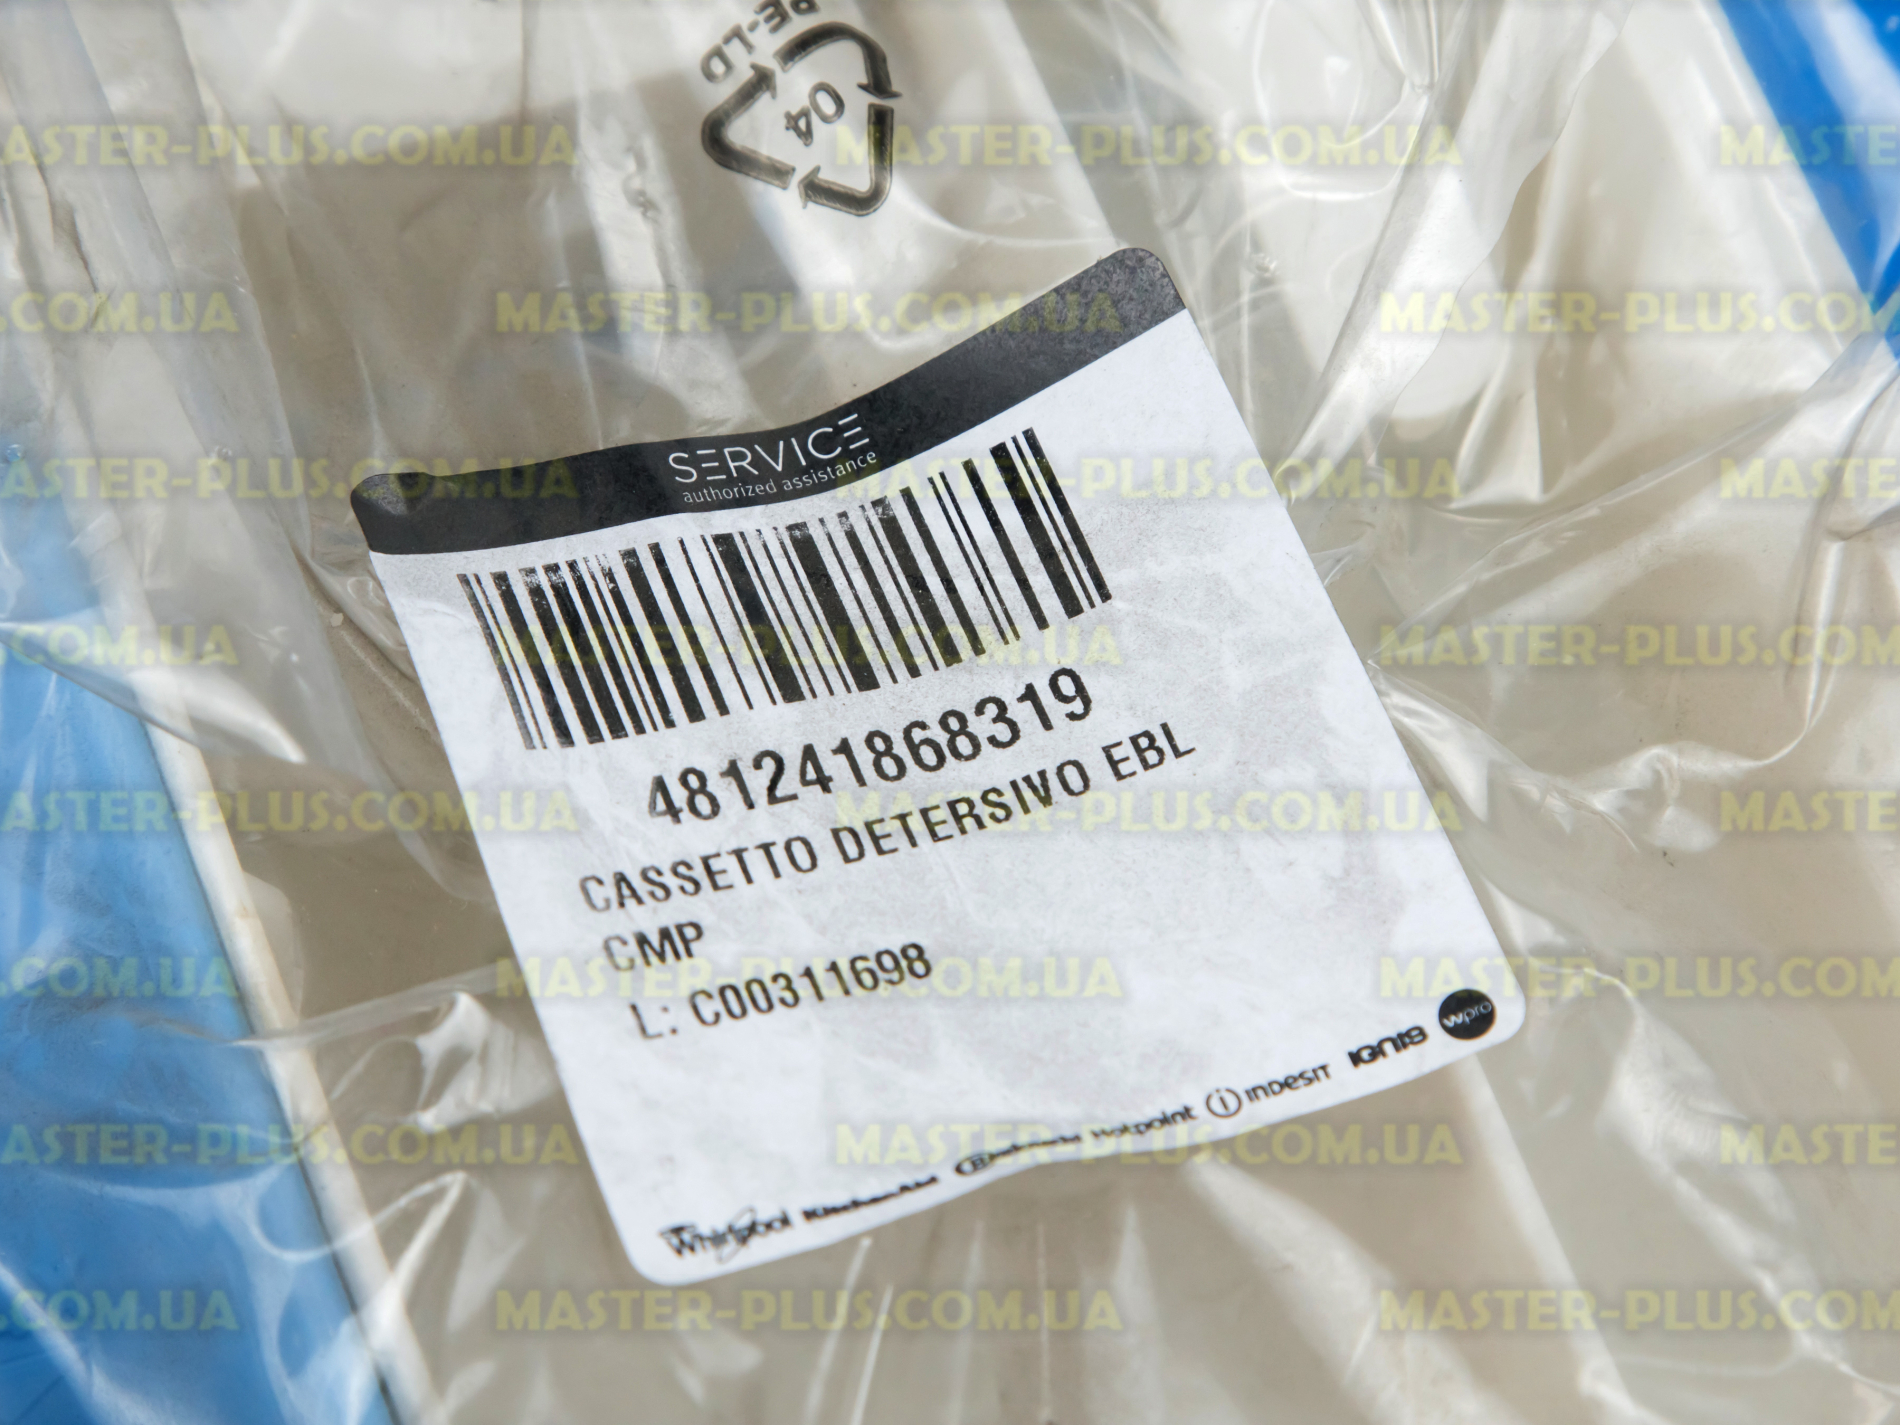 PE-LD
04
SERVICE
authorized assistance
481241868319
CASSETTO DETERSIVO EBL
CMP
L: C00311698
Whirlpool KitchenAid Bauknecht Hotpoint i INDESIT IGNIS wpro
MASTER-PLUS.COM.UA